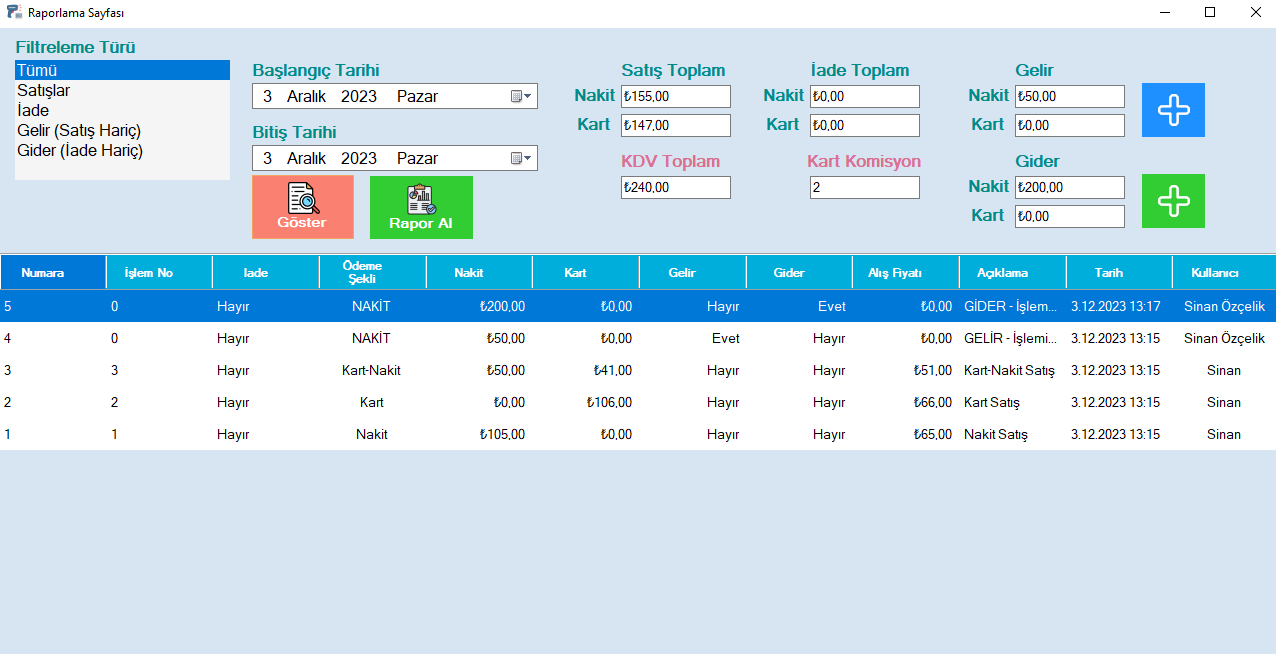 Raporlama Sayfası
Filtreleme Türü
Tümü
Satışlar
İade
Gelir (Satış Hariç)
Gider (İade Hariç)
Başlangıç Tarihi
3 Aralık 2023 Pazar
Bitiş Tarihi
3 Aralık 2023 Pazar
Göster
Rapor Al
Satış Toplam
Nakit ₺155,00
Kart ₺147,00
KDV Toplam
₺240,00
İade Toplam
Nakit ₺0,00
Kart ₺0,00
Kart Komisyon
2
Gelir
Nakit ₺50,00
Kart ₺0,00
Gider
Nakit ₺200,00
Kart ₺0,00
Numara İşlem No Iade Ödeme Şekli Nakit Kart Gelir Gider Alış Fiyatı Açıklama Tarih Kullanıcı
5 0 Hayır NAKİT ₺200,00 ₺0,00 Hayır Evet ₺0,00 GİDER - İşlem... 3.12.2023 13:17 Sinan Özçelik
4 0 Hayır NAKİT ₺50,00 ₺0,00 Evet Hayır ₺0,00 GELİR - İşlemi... 3.12.2023 13:15 Sinan Özçelik
3 3 Hayır Kart-Nakit ₺50,00 ₺41,00 Hayır Hayır ₺51,00 Kart-Nakit Satış 3.12.2023 13:15 Sinan
2 2 Hayır Kart ₺0,00 ₺106,00 Hayır Hayır ₺66,00 Kart Satış 3.12.2023 13:15 Sinan
1 1 Hayır Nakit ₺105,00 ₺0,00 Hayır Hayır ₺65,00 Nakit Satış 3.12.2023 13:15 Sinan